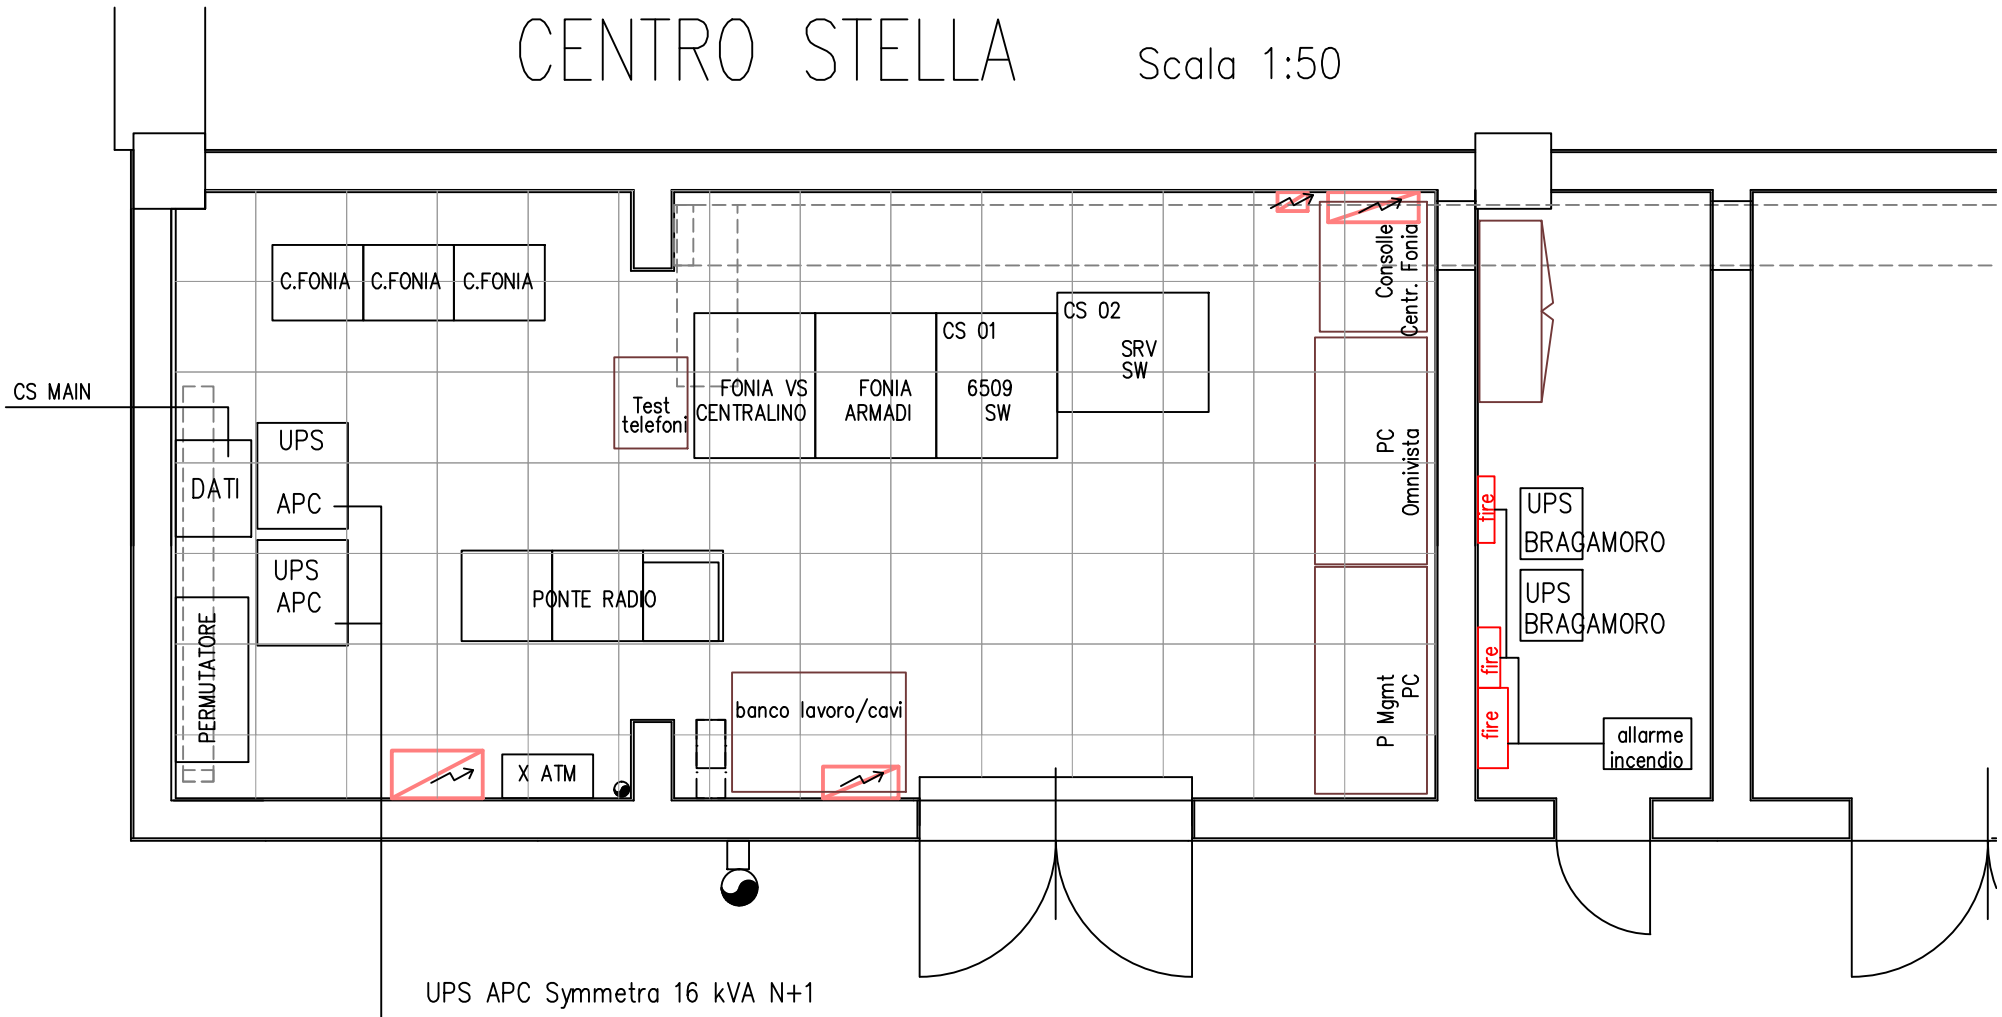 CENTRO STELLA
Scala 1:50
C.FONIA
C.FONIA
C.FONIA
Consolle
Centr. Fonia
CS 02
SRV
SW
CS 01
6509
SW
FONIA VS
CENTRALINO
FONIA
ARMADI
Test
telefoni
CS MAIN
DATI
UPS
APC
UPS
APC
PERMUTATORE
PONTE RADIO
PC
Omnivista
P Mgmt
PC
banco lavoro/cavi
X ATM
fire
fire
fire
UPS
BRAGAMORO
UPS
BRAGAMORO
allarme
incendio
UPS APC Symmetra 16 kVA N+1